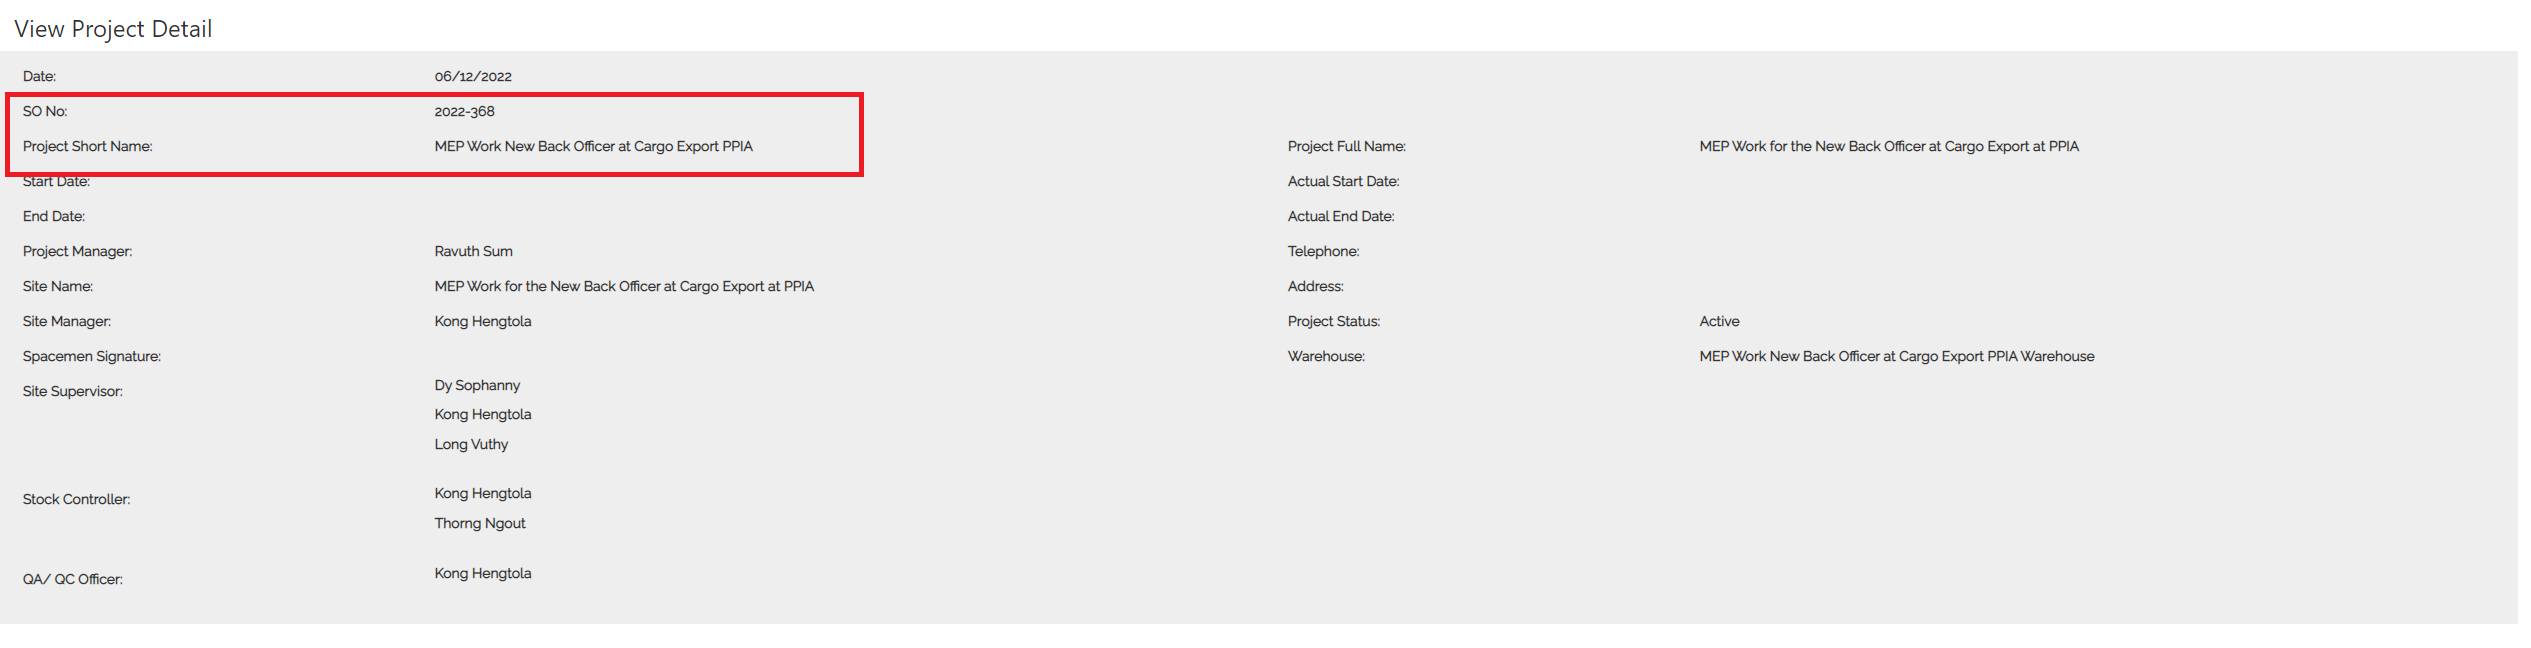 View Project Detail
Date: 06/12/2022
SO No: 2022-368
Project Short Name: MEP Work New Back Officer at Cargo Export PPIA Project Full Name: MEP Work for the New Back Officer at Cargo Export at PPIA
Start Date: Actual Start Date:
End Date: Actual End Date:
Project Manager: Ravuth Sum Telephone:
Site Name: MEP Work for the New Back Officer at Cargo Export at PPIA Address:
Site Manager: Kong Hengtola Project Status: Active
Spacemen Signature: Warehouse: MEP Work New Back Officer at Cargo Export PPIA Warehouse
Site Supervisor: Dy Sophanny
Kong Hengtola
Long Vuthy
Stock Controller: Kong Hengtola
Thorng Ngout
QA/ QC Officer: Kong Hengtola